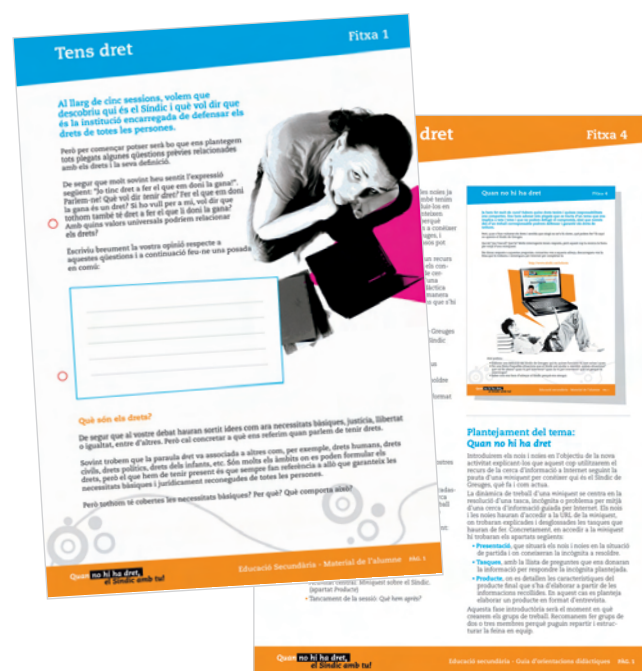 Tens dret
Fitxa 1
Al llarg de cinc sessions, volem que
descobriu qui és el Síndic i què vol dir que
és la institució encarregada de defensar els
drets de totes les persones.
Però per començar potser serà bo que ens plantegem
tots plegats algunes qüestions prèvies relacionades
amb els drets i la seva definició.
De segur que molt sovint heu sentit l'expressió
següent: "Jo tinc dret a fer el que em doni la gana!".
Parlem-ne! Què vol dir tenir dret? Fer el que em doni
la gana és un dret? Si ho vull per a mi, vol dir que
tothom també té dret a fer el que li doni la gana?
Amb quins valors universals podríem relacionar
els drets?
Escriviu breument la vostra opinió respecte a
aquestes qüestions i a continuació feu-ne una posada
en comú:
Què són els drets?
De segur que al vostre debat hauran sortit idees com ara necessitats bàsiques, justícia, llibertat
o igualtat, entre d'altres. Però cal concretar a què ens referim quan parlem de tenir drets.
Sovint trobem que la paraula dret va associada a altres com, per exemple, drets humans, drets
civils, drets polítics, drets dels infants, etc. Són molts els àmbits on es poden formular els
drets, però el que hem de tenir present és que sempre fan referència a allò que garanteix les
necessitats bàsiques i jurídicament reconegudes de totes les persones.
Però tothom té cobertes les necessitats bàsiques? Per què? Què comporta això?
Quan no hi ha dret,
el Síndic amb tu!
Educació Secundària - Material de l'alumne PÀG. 1
dret
Fitxa 4
Quan no hi ha dret
Plantejament del tema:
Quan no hi ha dret
Introduirem els nois i noies en l'objectiu de la nova
activitat explicant-los que aquest cop utilitzarem el
recurs de la cerca d'informació a Internet seguint la
pauta d'una miniquest per conèixer qui és el Síndic de
Greuges, què fa i com actua.
La dinàmica de treball d'una miniquest se centra en la
resolució d'una tasca, incògnita o problema per mitjà
d'una cerca d'informació guiada per Internet. Els nois
i les noies hauran d'accedir a la URL de la miniquest,
on trobaran explicades i desglossades les tasques que
hauran de fer. Concretament, en accedir a la miniquest
hi trobaran els apartats següents:
• Presentació, que situarà els nois i noies en la situació
de partida i on coneixeran la incògnita a resoldre.
• Tasques, amb la llista de preguntes que ens donaran
la informació per respondre la incògnita plantejada.
• Producte, on es detallen les característiques del
producte final que s'ha d'elaborar a partir de les
informacions recollides. En aquest cas es planteja
elaborar un producte en format d'entrevista.
Aquesta fase introductòria serà el moment en què
crearem els grups de treball. Recomanem fer grups de
dos o tres membres perquè puguin repartir i estruc-
turar la feina en equip.
central: Miniquest sobre el Síndic.
(apartat Producte)
• Tancament de la sessió: Què hem après?
Quan no hi ha dret,
el Síndic amb tu!
Educació secundària - Guia d'orientacions didàctiques PÀG. 1